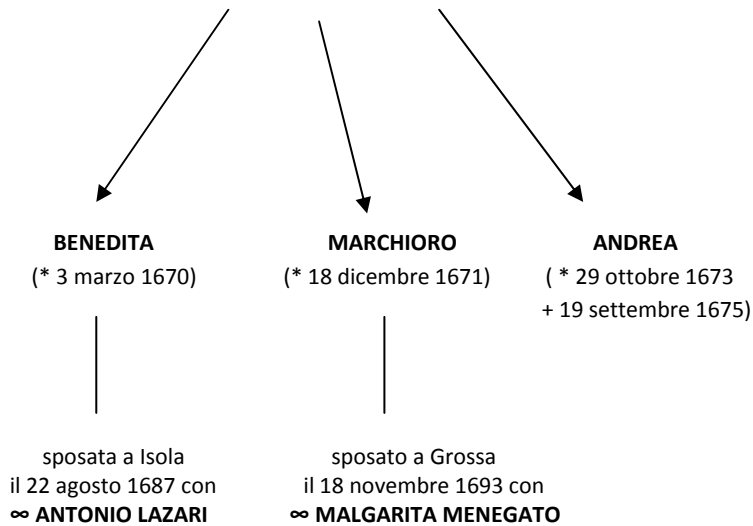 BENEDITA
(* 3 marzo 1670)
MARCHIORO
(* 18 dicembre 1671)
ANDREA
( * 29 ottobre 1673
+ 19 settembre 1675)
sposata a Isola
il 22 agosto 1687 con
∞ ANTONIO LAZARI
sposato a Grossa
il 18 novembre 1693 con
∞ MALGARITA MENEGATO